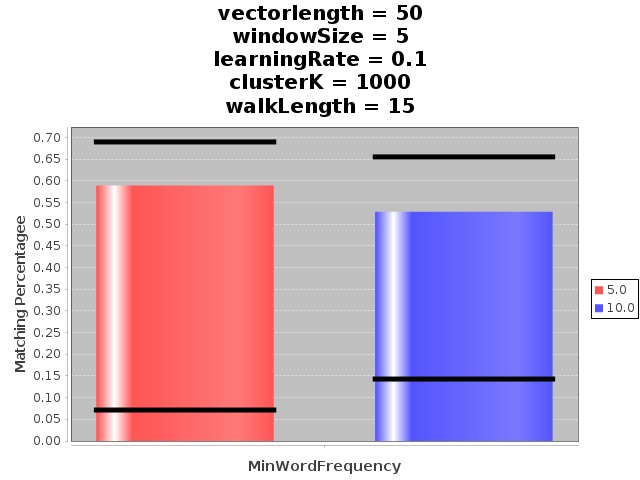 vectorlength = 50
windowSize = 5
learningRate = 0.1
clusterK = 1000
walkLength = 15
0.70
0.65
0.60
0.55
0.50
0.45
0.40
0.35
0.30
0.25
0.20
0.15
0.10
0.05
0.00
Matching Percentagee
MinWordFrequency
5.0
10.0